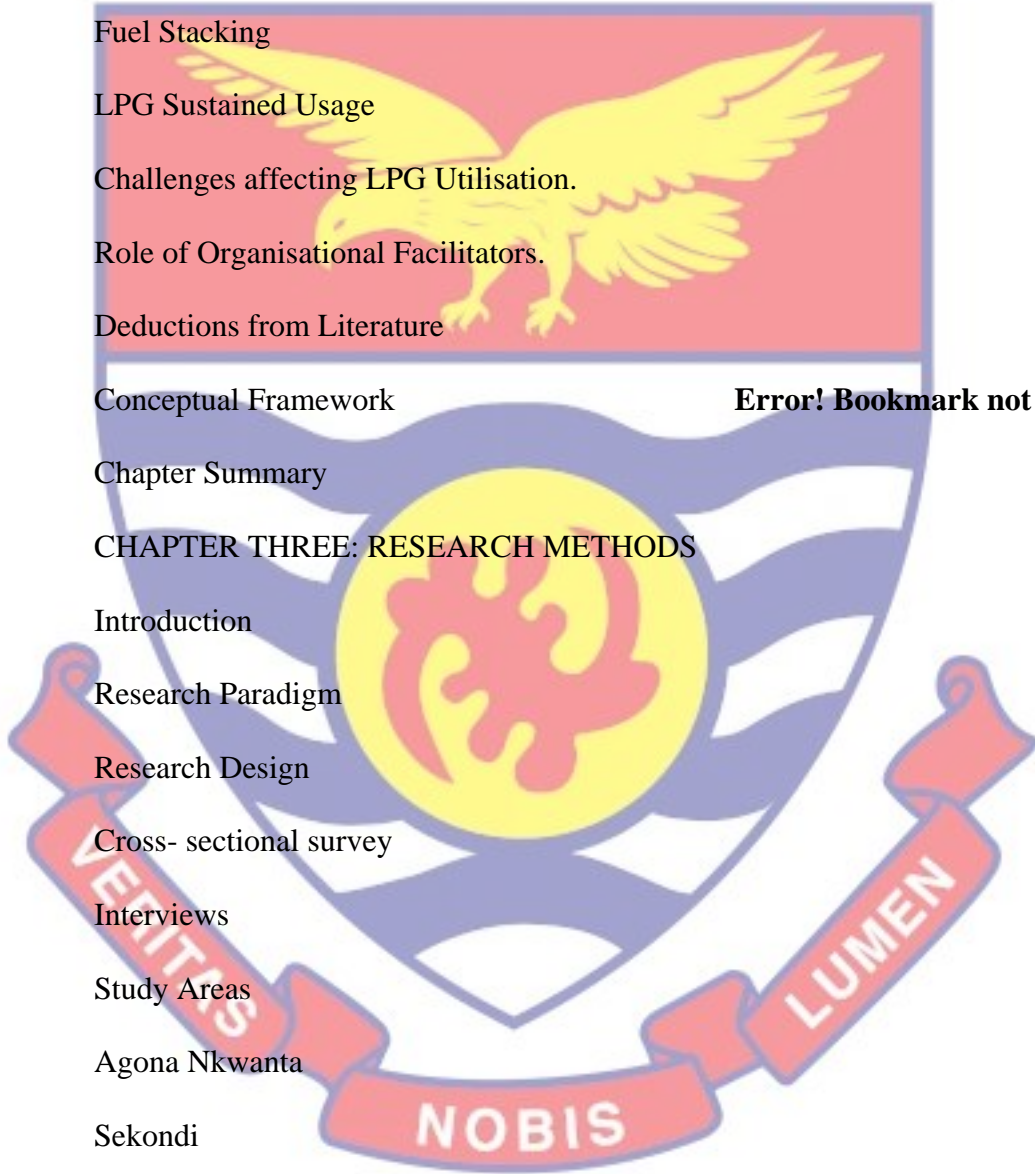 Fuel Stacking
LPG Sustained Usage
Challenges affecting LPG Utilisation.
Role of Organisational Facilitators.
Deductions from Literature
Conceptual Framework Error! Bookmark not
Chapter Summary
CHAPTER THREE: RESEARCH METHODS
Introduction
Research Paradigm
Research Design
Cross- sectional survey
Interviews
Study Areas
Agona Nkwanta
Sekondi
VERITAS
NOBIS
LUMEN